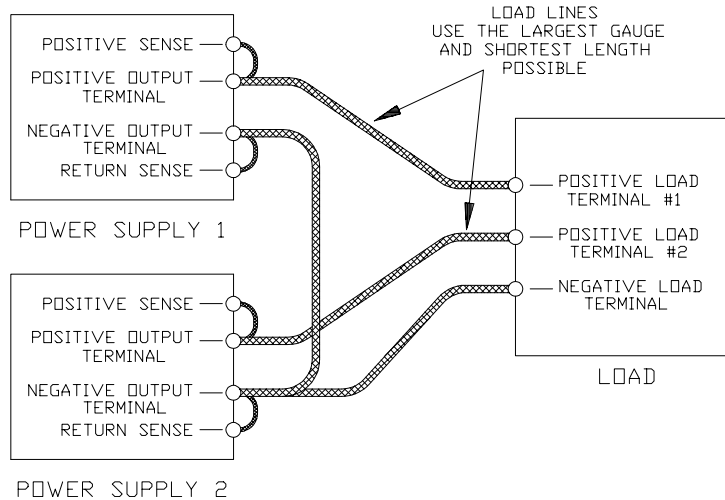 LOAD LINES
USE THE LARGEST GAUGE
AND SHORTEST LENGTH
POSSIBLE
POSITIVE SENSE
POSITIVE OUTPUT
TERMINAL
NEGATIVE OUTPUT
TERMINAL
RETURN SENSE
POWER SUPPLY 1
POSITIVE SENSE
POSITIVE OUTPUT
TERMINAL
NEGATIVE OUTPUT
TERMINAL
RETURN SENSE
POWER SUPPLY 2
POSITIVE LOAD
TERMINAL #1
POSITIVE LOAD
TERMINAL #2
NEGATIVE LOAD
TERMINAL
LOAD